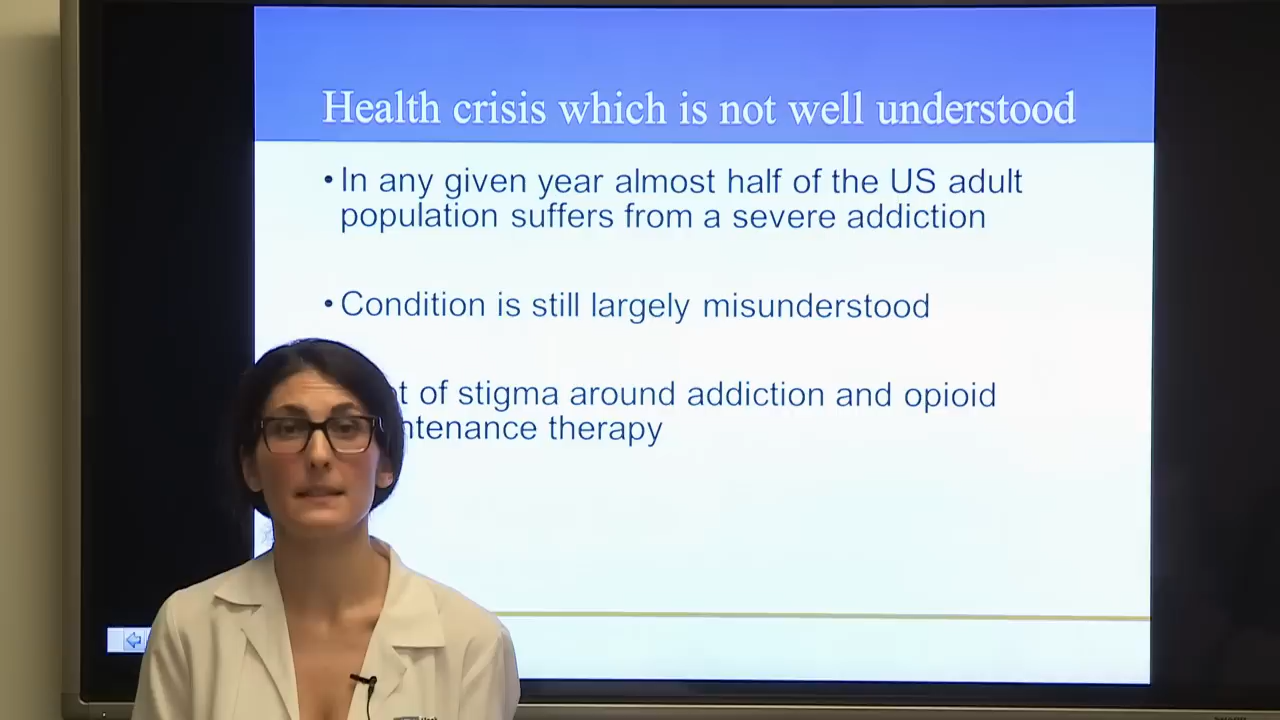 Health crisis which is not well understood
• In any given year almost half of the US adult
population suffers from a severe addiction
• Condition is still largely misunderstood
of stigma around addiction and opioid
therapy